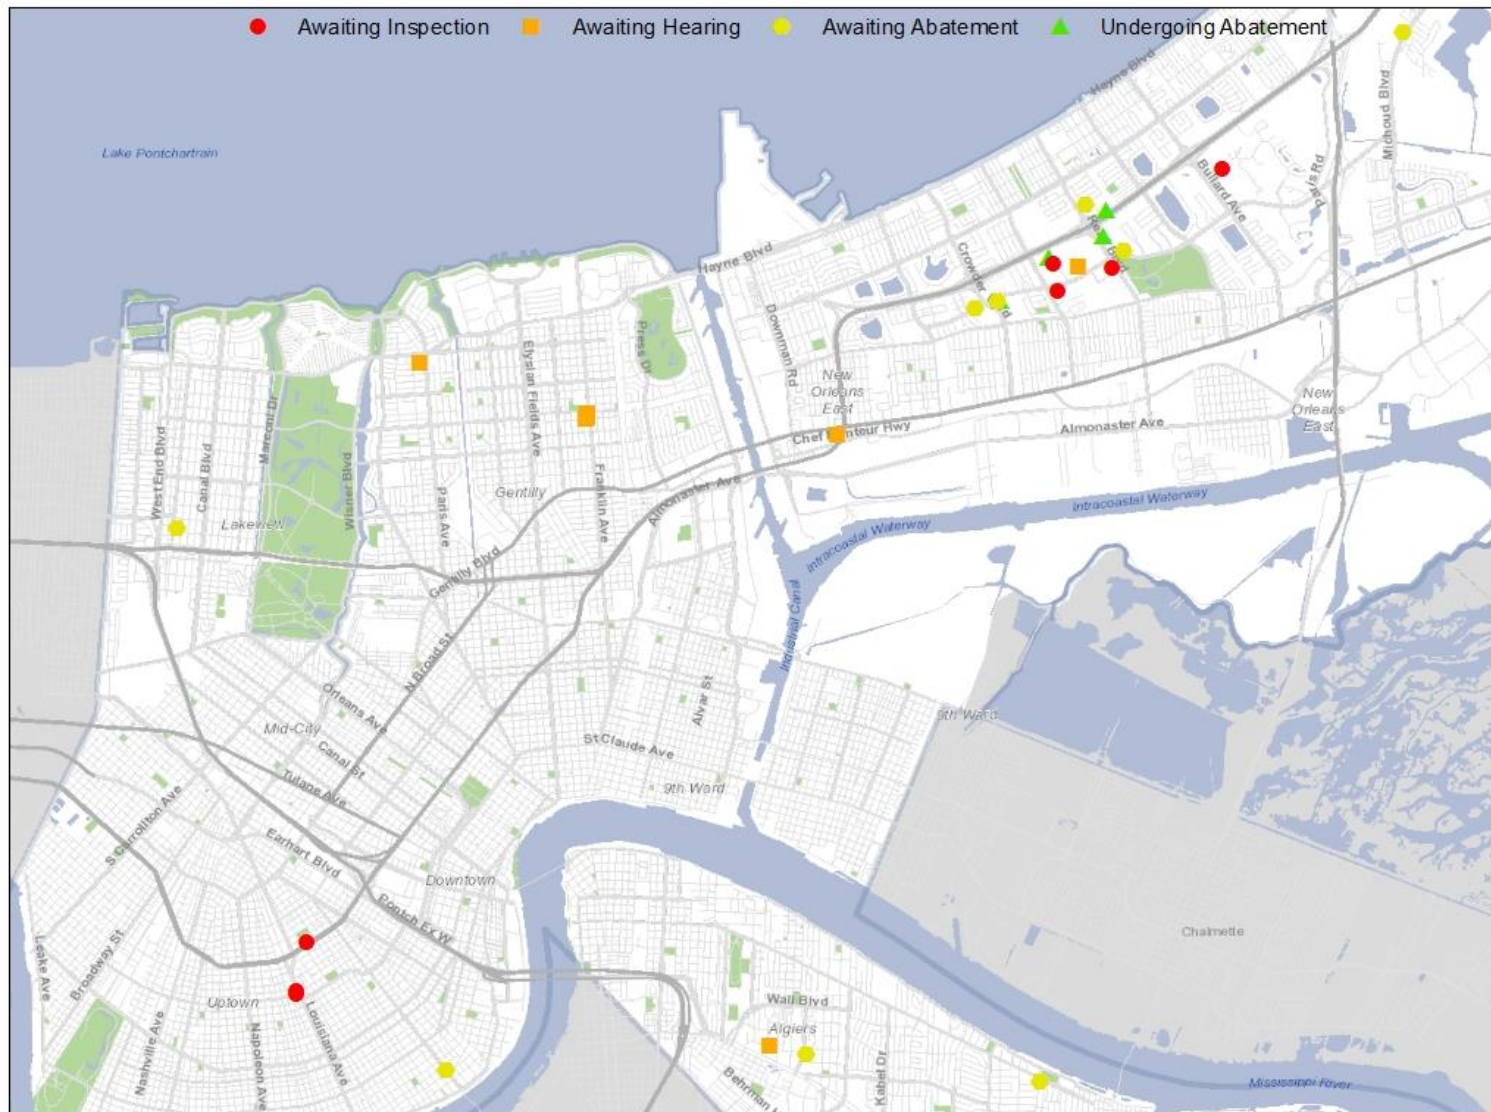 Awaiting Inspection
Awaiting Hearing
Awaiting Abatement
Undergoing Abatement
Hayne Blvd
Michoud Blvd
Lake Pontchartrain
Bullard Ave
Hayne Blvd
Crowder
Downman Rd
Press Dr
Elysian Fields Ave
New
Orleans
East
New
Orleans
East
Chef Menteur Hwy
Almonaster Ave
Marconi Dr
West End Blvd
Canal Blvd
Wisner Blvd
Paris Ave
Gentilly
Franklin Ave
Almonaster Ave
Lakeview
Intracoastal Waterway
Intracoastal Waterway
Gentilly Blvd
Industrial Canal
N Broad St
Orleans Ave
Alvar St
Mid-City
Canal St
9th Ward
St Claude Ave
Tulane Ave
9th Ward
S Carrollton Ave
Earhart Blvd
Downtown
Pontch Ex W
Chalmette
Leake Ave
Broadway St
Uptown
Wall Blvd
Algiers
Nashville Ave
Napoleon Ave
Louisiana Ave
Kabel Dr
Behrman
Mississippi River